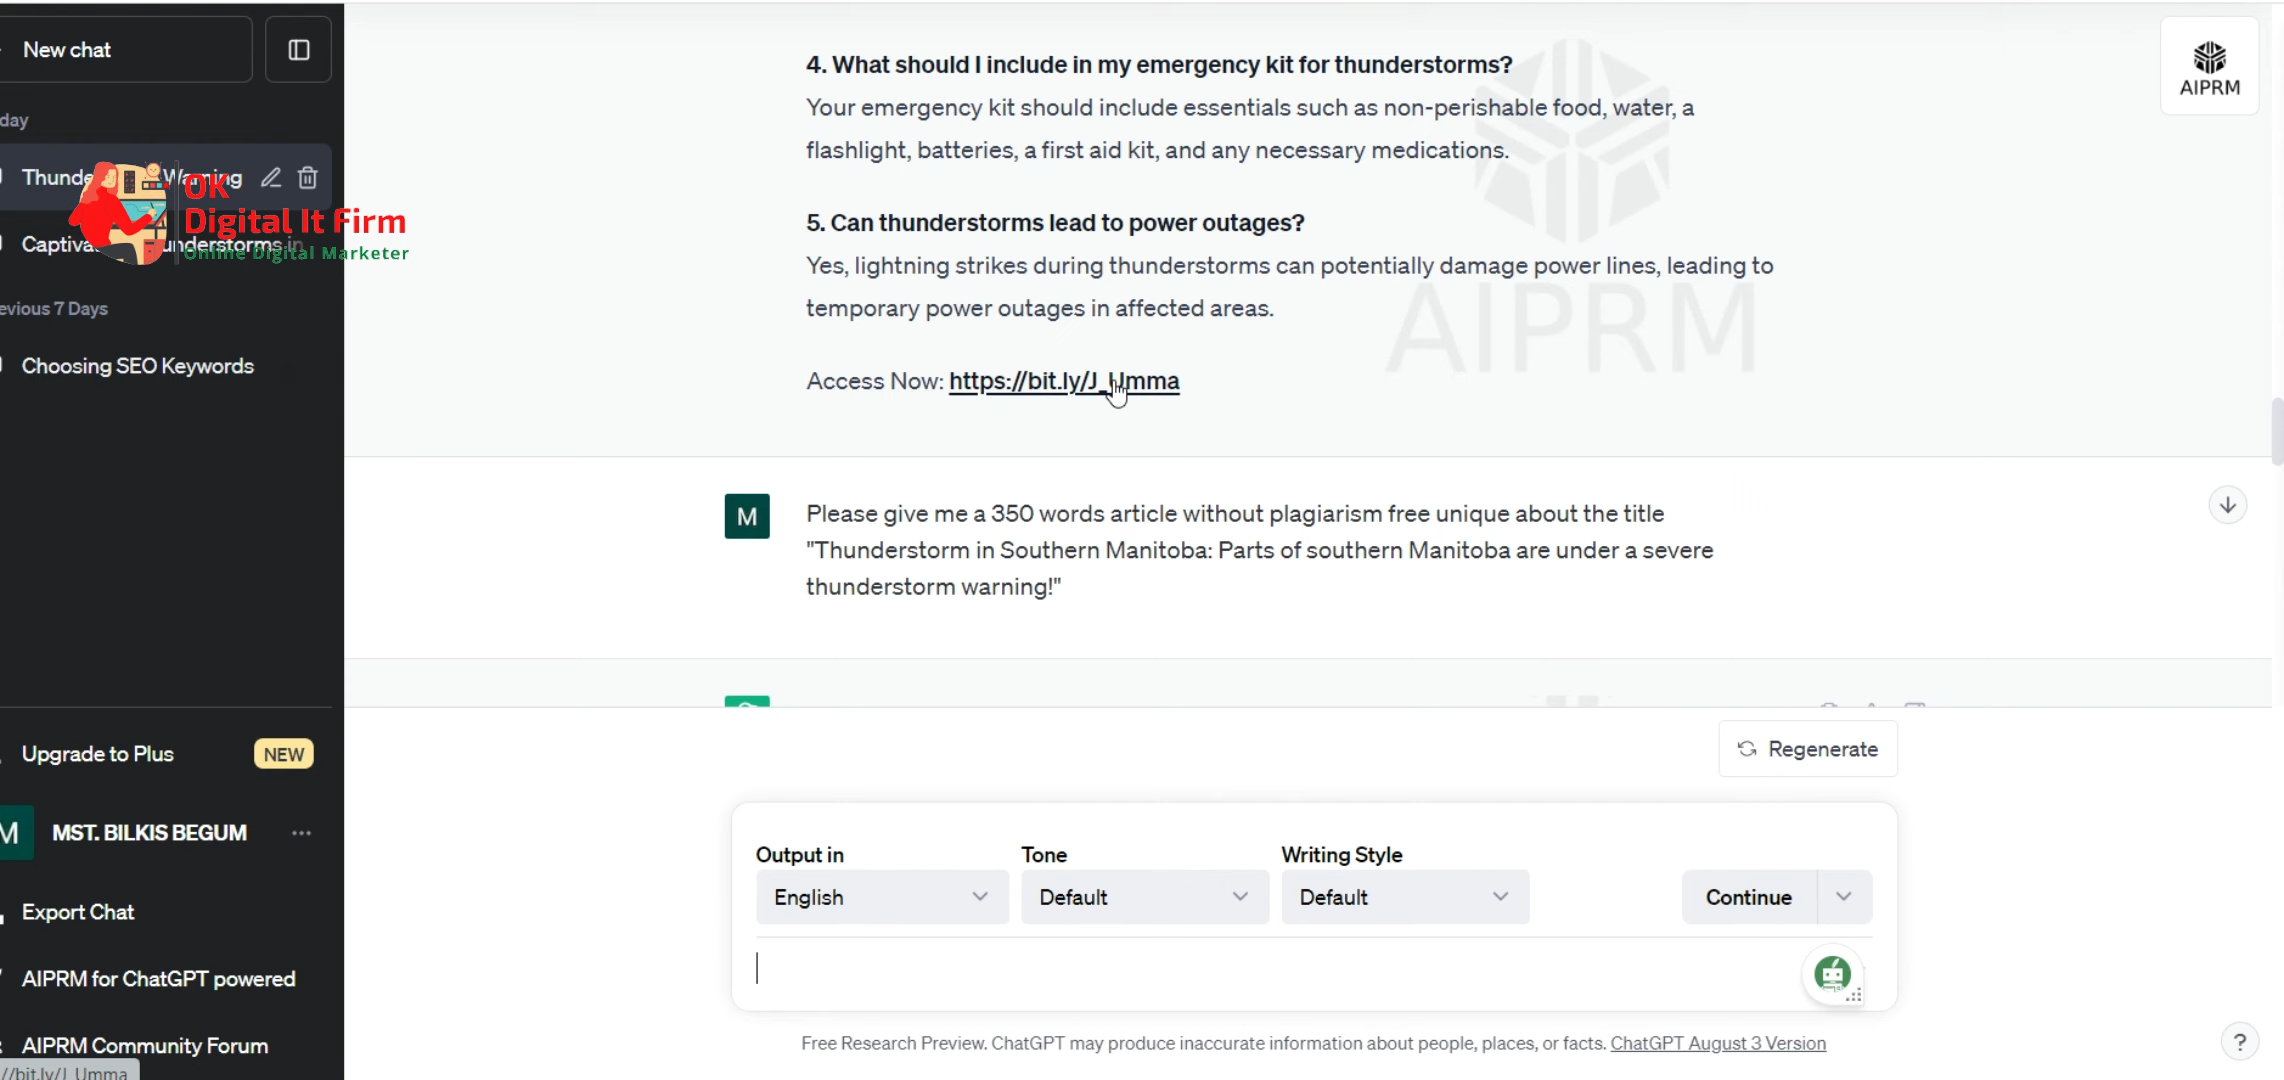 New chat
day
Thunde Warning
Captiva understorms in
evious 7 Days
Choosing SEO Keywords
OK
Digital It Firm
Online Digital Marketer
Upgrade to Plus NEW
M MST. BILKIS BEGUM
Export Chat
AIPRM for ChatGPT powered
AIPRM Community Forum
//bit.ly/J_Umma
4. What should I include in my emergency kit for thunderstorms?
Your emergency kit should include essentials such as non-perishable food, water, a
flashlight, batteries, a first aid kit, and any necessary medications.
5. Can thunderstorms lead to power outages?
Yes, lightning strikes during thunderstorms can potentially damage power lines, leading to
temporary power outages in affected areas.
Access Now: https://bit.ly/J_Umma
AIPRM
AIPRM
M
Please give me a 350 words article without plagiarism free unique about the title
"Thunderstorm in Southern Manitoba: Parts of southern Manitoba are under a severe
thunderstorm warning!"
Regenerate
Output in Tone Writing Style
English Default Default Continue
Free Research Preview. ChatGPT may produce inaccurate information about people, places, or facts. ChatGPT August 3 Version
?